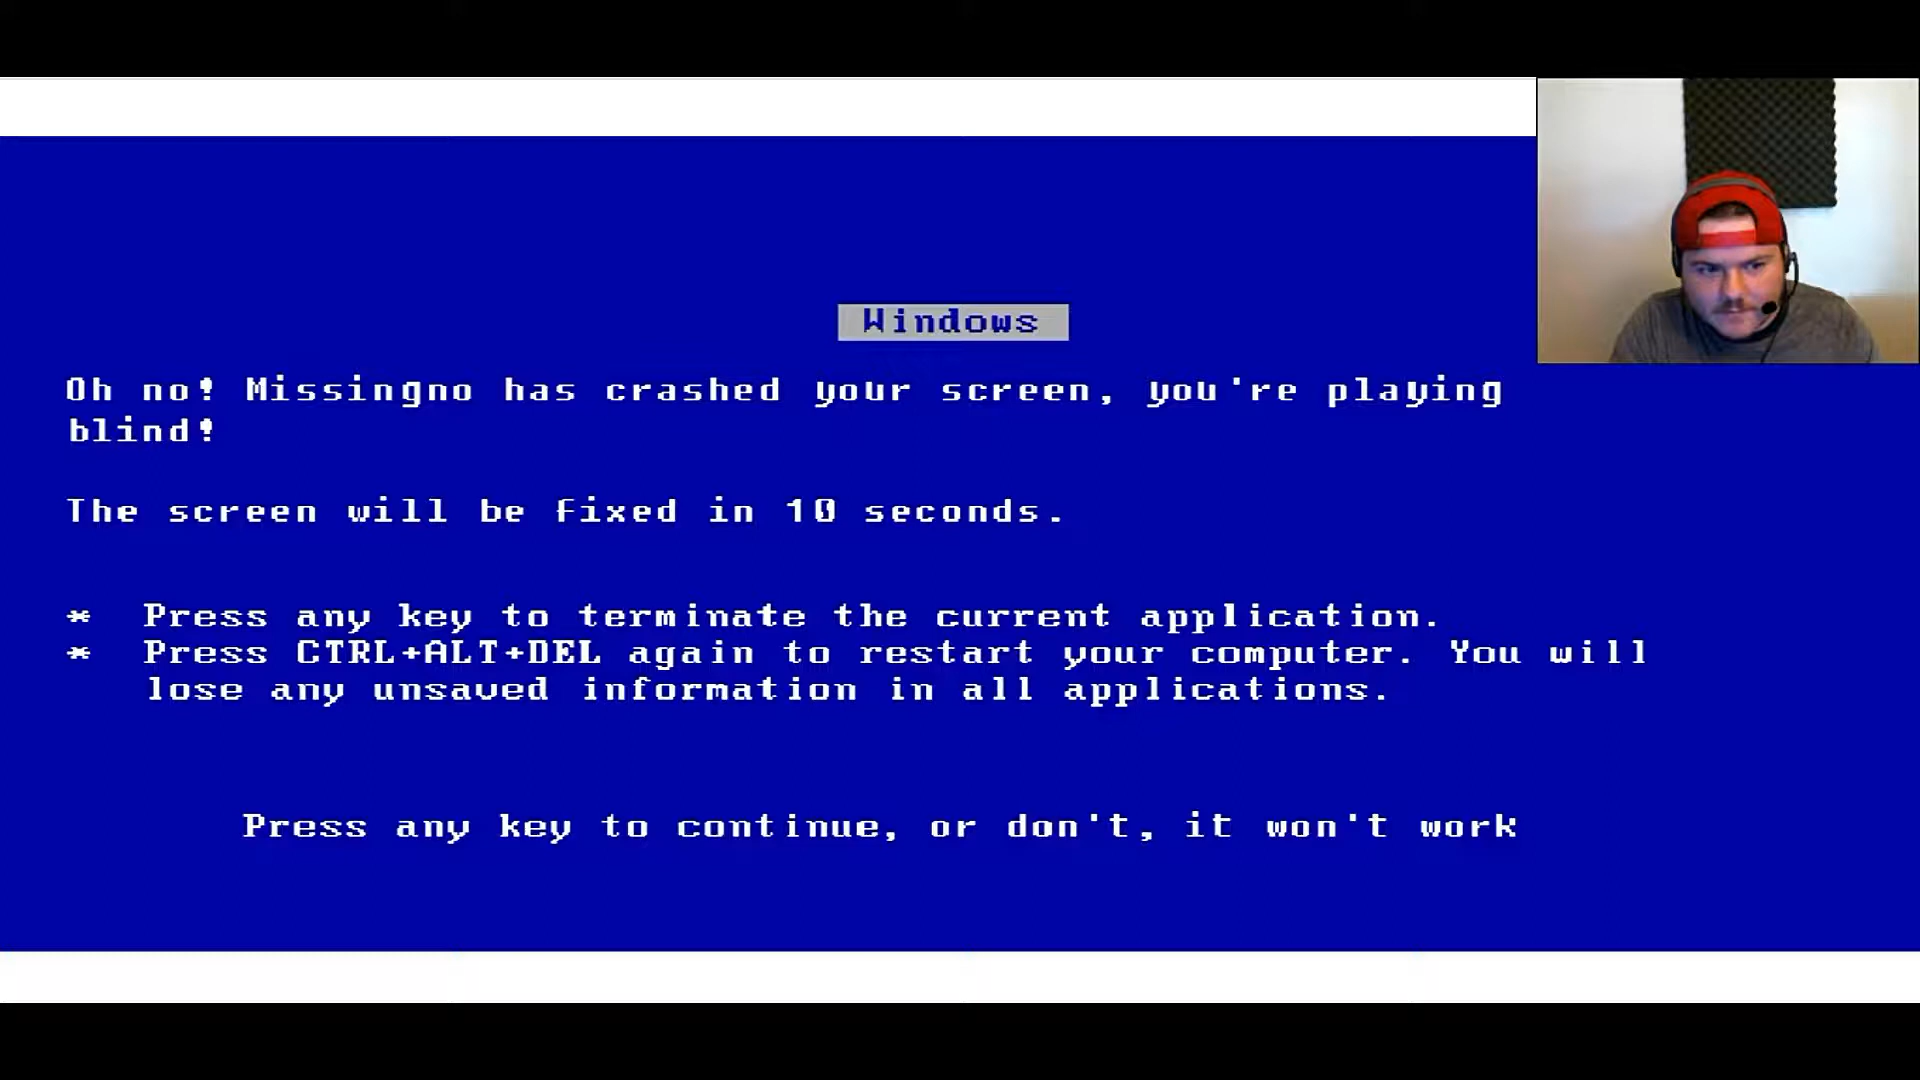 Windows
Oh no! Missingno has crashed your screen, you're playing
blind!
The screen will be fixed in 10 seconds.
* Press any key to terminate the current application.
* Press CTRL+ALT+DEL again to restart your computer. You will
lose any unsaved information in all applications.
Press any key to continue, or don't, it won't work